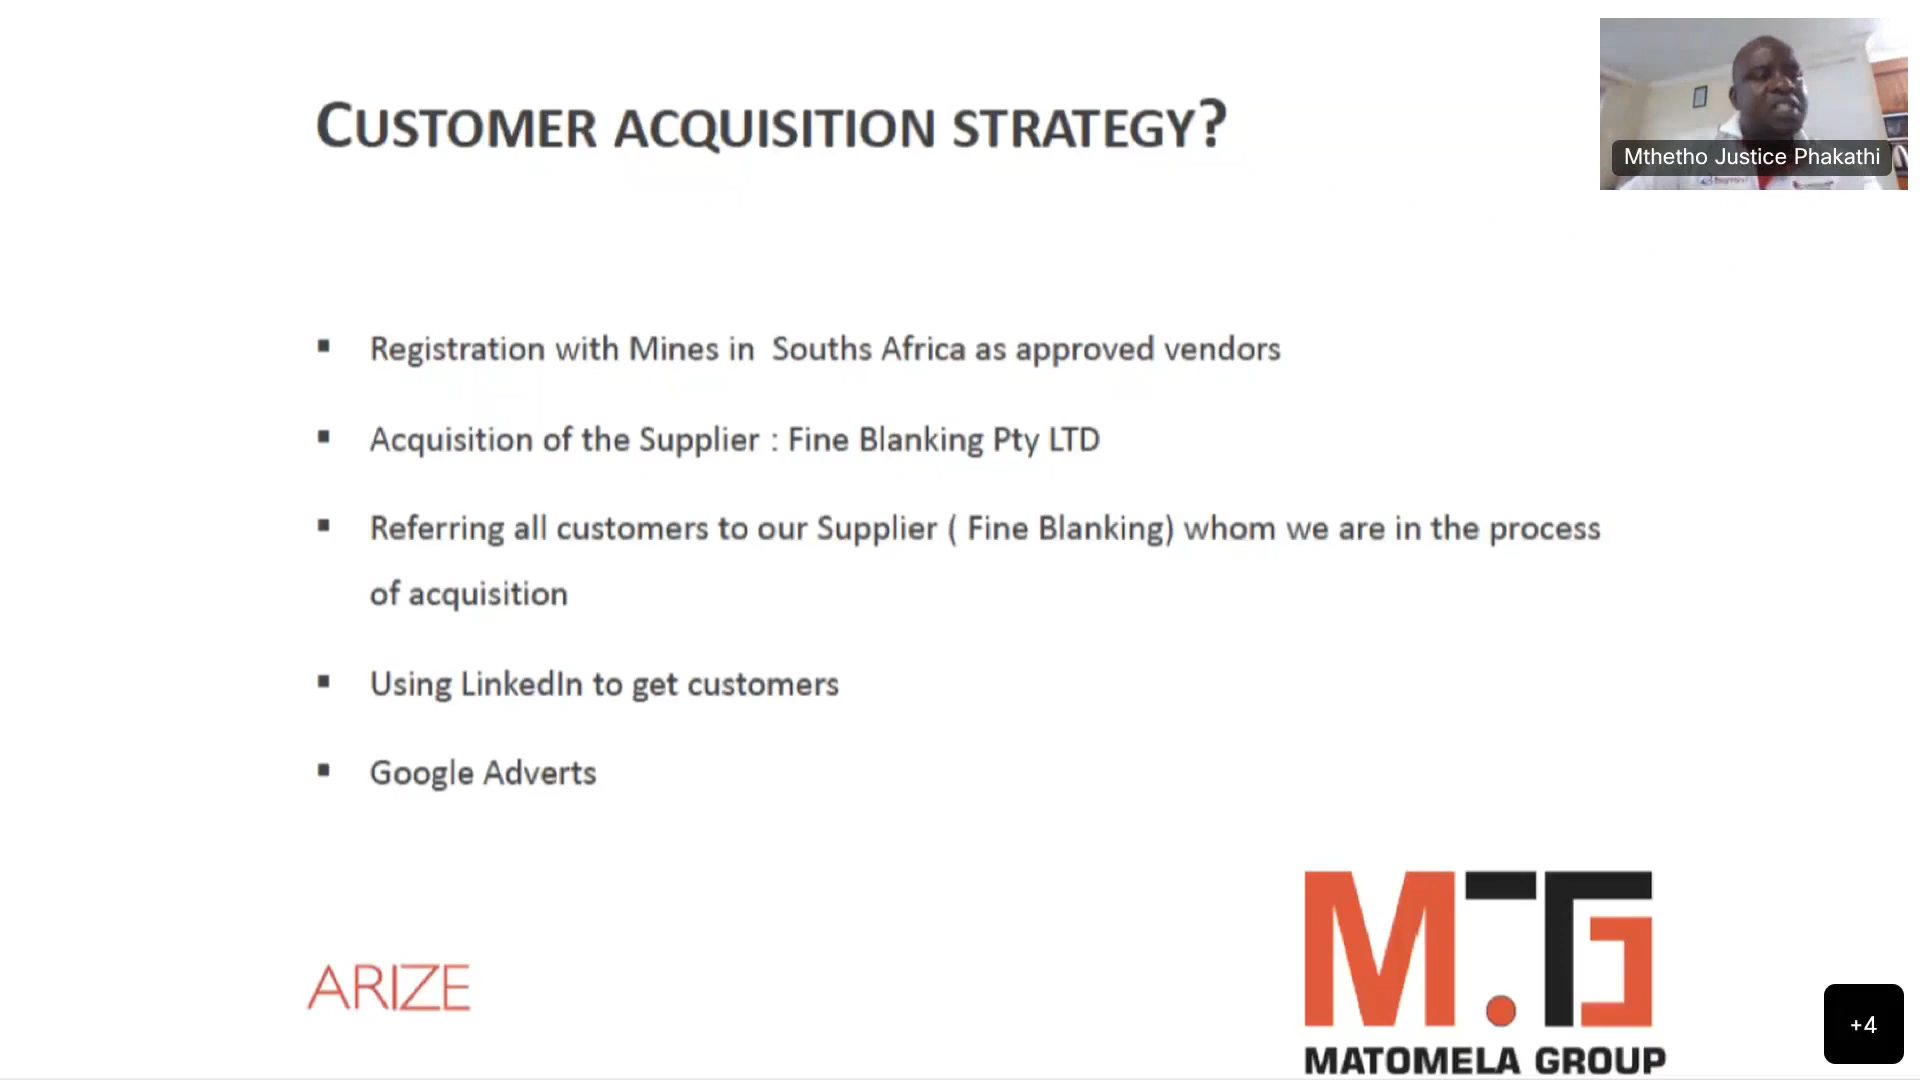 CUSTOMER ACQUISITION STRATEGY?
Mthetho Justice Phakathi
▪ Registration with Mines in Souths Africa as approved vendors
▪ Acquisition of the Supplier : Fine Blanking Pty LTD
▪ Referring all customers to our Supplier ( Fine Blanking) whom we are in the process
of acquisition
▪ Using LinkedIn to get customers
▪ Google Adverts
ARIZE
M.TG
MATOMELA GROUP
+4